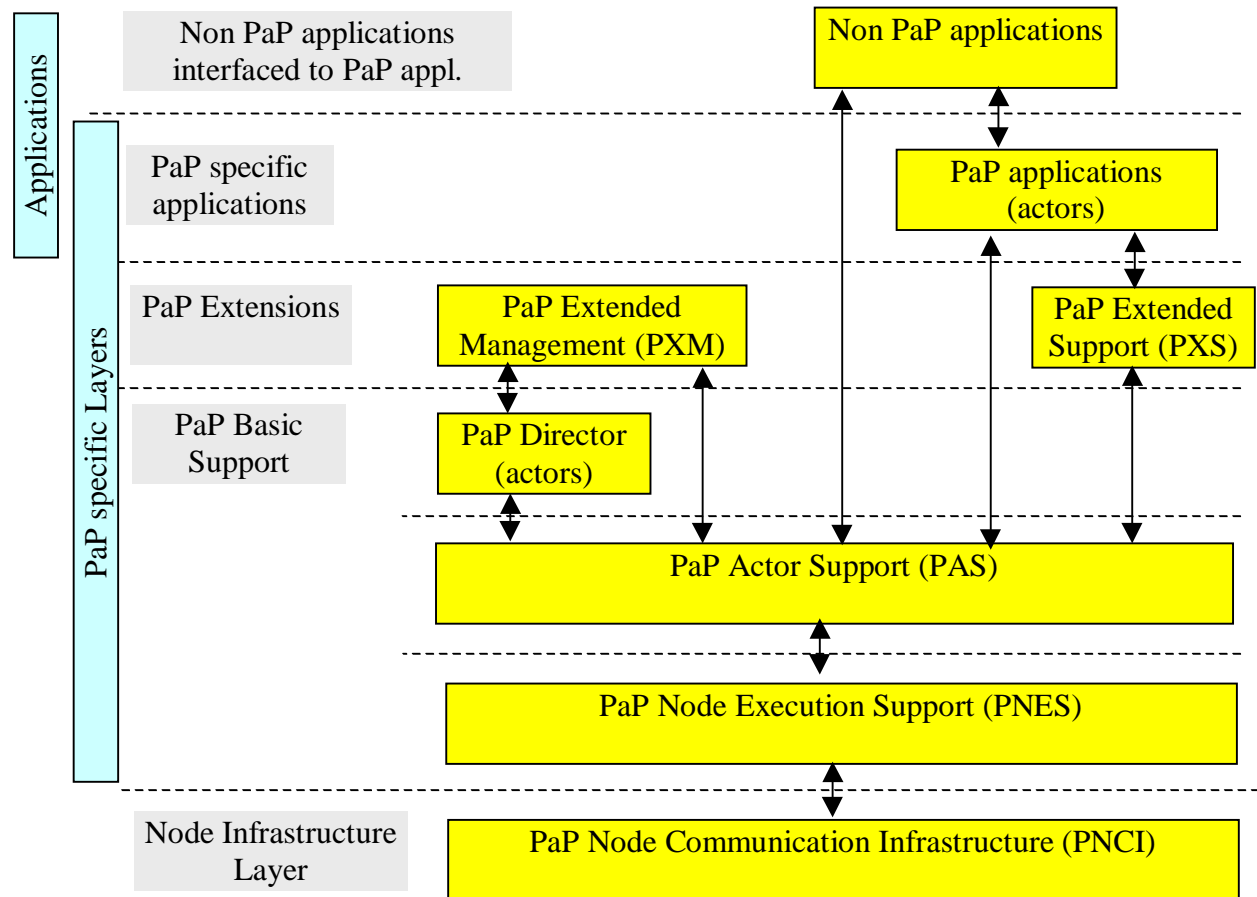 Applications
PaP specific Layers
Non PaP applications
interfaced to PaP appl.
Non PaP applications
PaP specific
applications
PaP applications
(actors)
PaP Extensions
PaP Extended
Management (PXM)
PaP Extended
Support (PXS)
PaP Basic
Support
PaP Director
(actors)
PaP Actor Support (PAS)
PaP Node Execution Support (PNES)
Node Infrastructure
Layer
PaP Node Communication Infrastructure (PNCI)